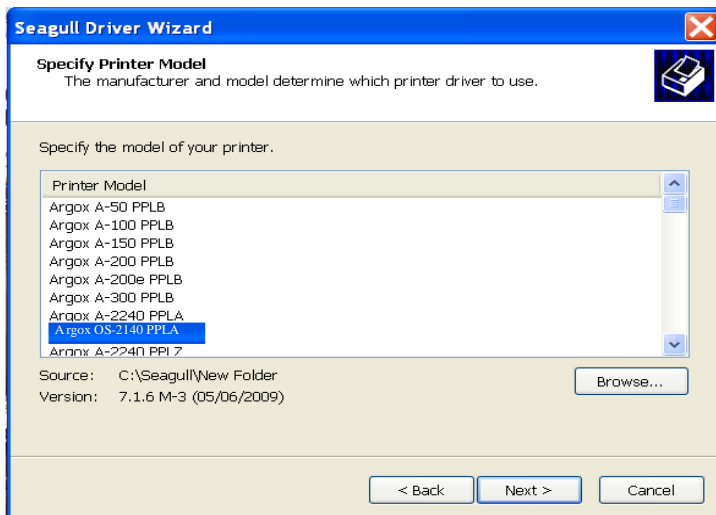 Seagull Driver Wizard
Specify Printer Model
The manufacturer and model determine which printer driver to use.
Specify the model of your printer.
Printer Model
Argox A-50 PPLB
Argox A-100 PPLB
Argox A-150 PPLB
Argox A-200 PPLB
Argox A-200e PPLB
Argox A-300 PPLB
Argox A-2240 PPLA
Argox OS-2140 PPLA
Argox A-2240 PPLZ
Source: C:\Seagull\New Folder
Browse...
Version: 7.1.6 M-3 (05/06/2009)
< Back Next > Cancel